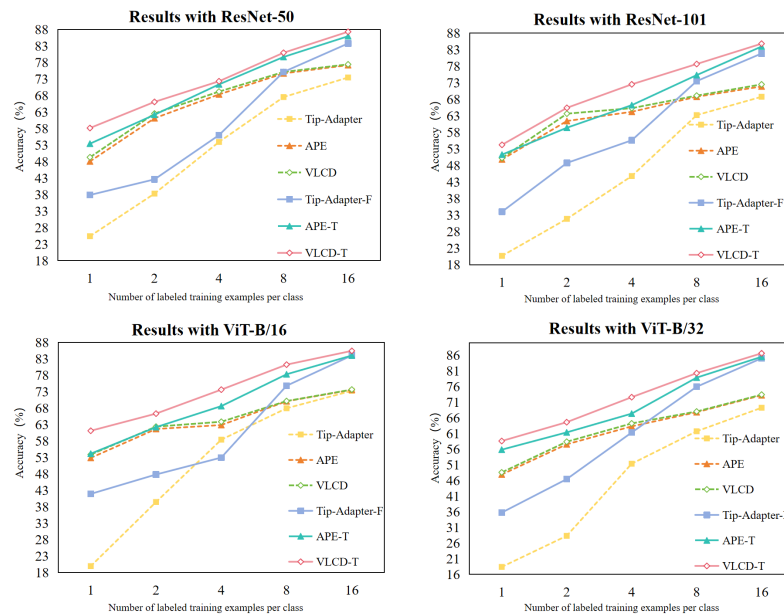 Results with ResNet-50
Accuracy (%)
88
83
78
73
68
63
58
53
48
43
38
33
28
23
18
Tip-Adapter
APE
VLCD
Tip-Adapter-F
APE-T
VLCD-T
1 2 4 8 16
Number of labeled training examples per class
Results with ResNet-101
Accuracy (%)
88
83
78
73
68
63
58
53
48
43
38
33
28
23
18
Tip-Adapter
APE
VLCD
Tip-Adapter-F
APE-T
VLCD-T
1 2 4 8 16
Number of labeled training examples per class
Results with ViT-B/16
Accuracy (%)
88
83
78
73
68
63
58
53
48
43
38
33
28
23
18
Tip-Adapter
APE
VLCD
Tip-Adapter-F
APE-T
VLCD-T
1 2 4 8 16
Number of labeled training examples per class
Results with ViT-B/32
Accuracy (%)
86
81
76
71
66
61
56
51
46
41
36
31
26
21
16
Tip-Adapter
APE
VLCD
Tip-Adapter-
APE-T
VLCD-T
1 2 4 8 16
Number of labeled training examples per class